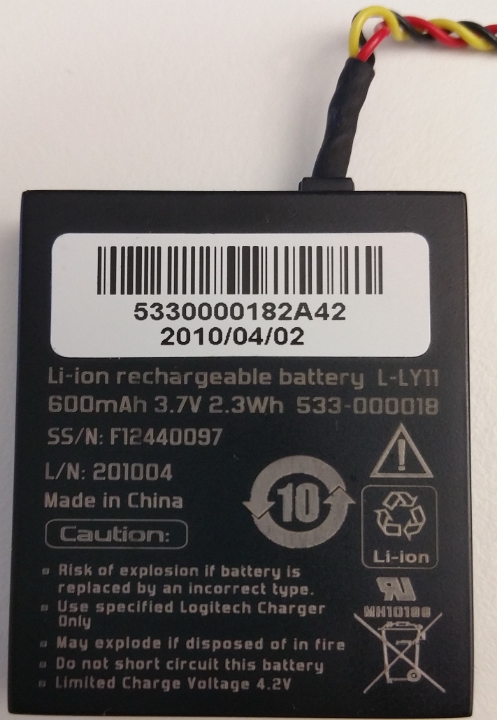 5330000182A42
2010/04/02
Li-ion rechargeable battery L-LY11
600mAh 3.7V 2.3Wh 533-000018
SS/N: F12440097
L/N: 201004
Made in China
10
Li-ion
Caution:
Risk of explosion if battery is
replaced by an incorrect type.
Use specified Logitech Charger
Only
May explode if disposed of in fire
Do not short circuit this battery
Limited Charge Voltage 4.2V
MH10188